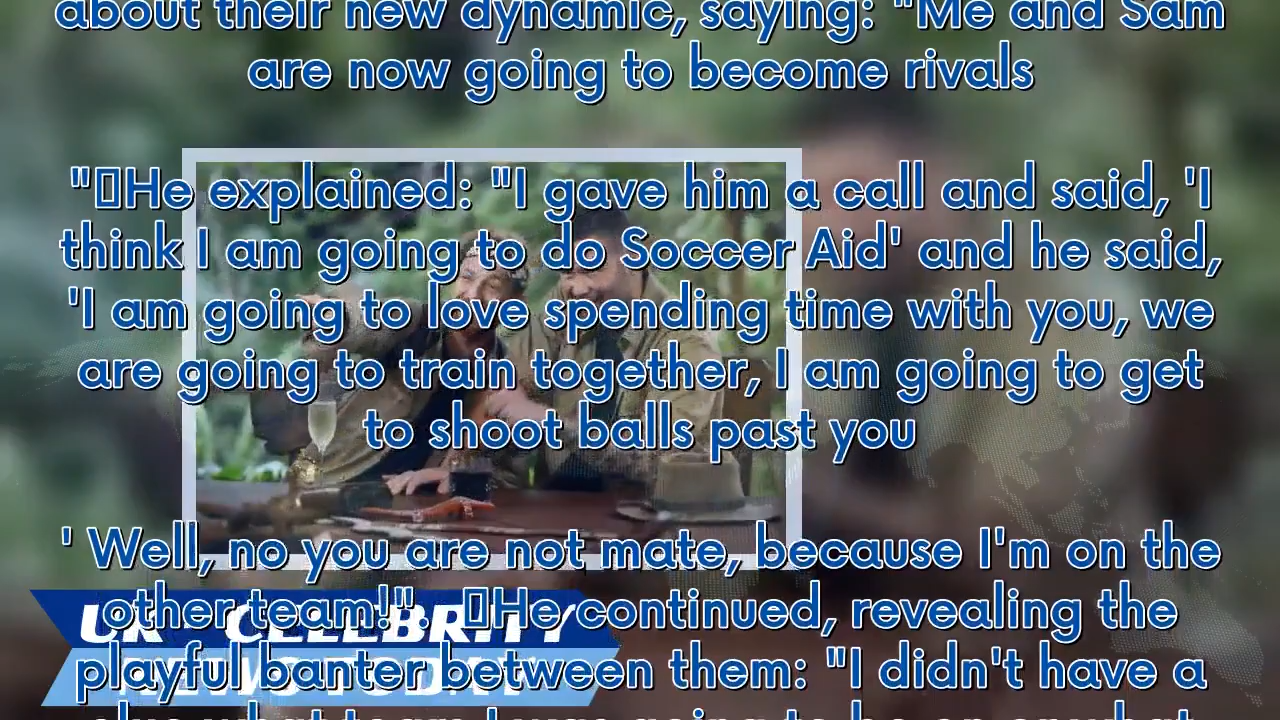 about their new dynamic, saying: "Me and Sam
are now going to become rivals
"▯He explained: "I gave him a call and said, 'I
think I am going to do Soccer Aid' and he said,
'I am going to love spending time with you, we
are going to train together, I am going to get
to shoot balls past you
' Well, no you are not mate, because I'm on the
other team!". ▯He continued, revealing the
UK CELEBRITY
playful banter between them: "I didn't have a